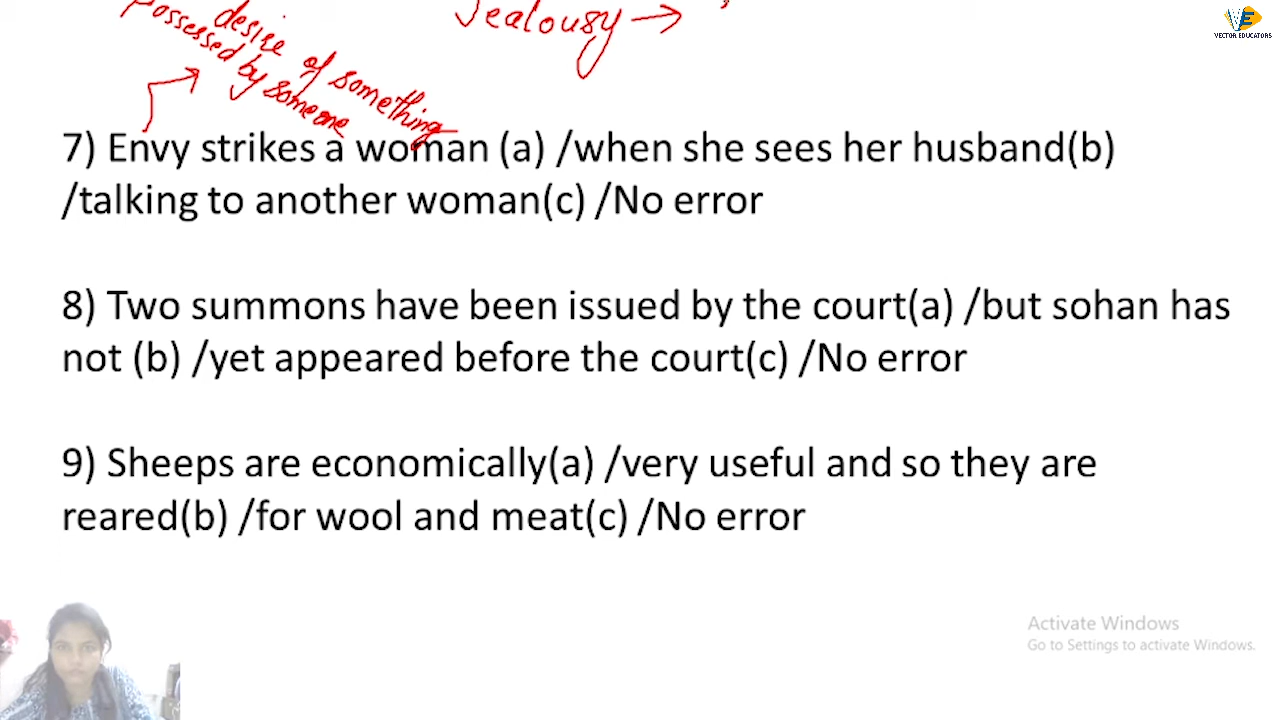 Jealousy →
desire of something
possessed by someone
VECTOR EDUCATORS
7) Envy strikes a woman (a) /when she sees her husband(b)
/talking to another woman(c) /No error
8) Two summons have been issued by the court(a) /but sohan has
not (b) /yet appeared before the court(c) /No error
9) Sheeps are economically(a) /very useful and so they are
reared(b) /for wool and meat(c) /No error
Activate Windows
Go to Settings to activate Windows.